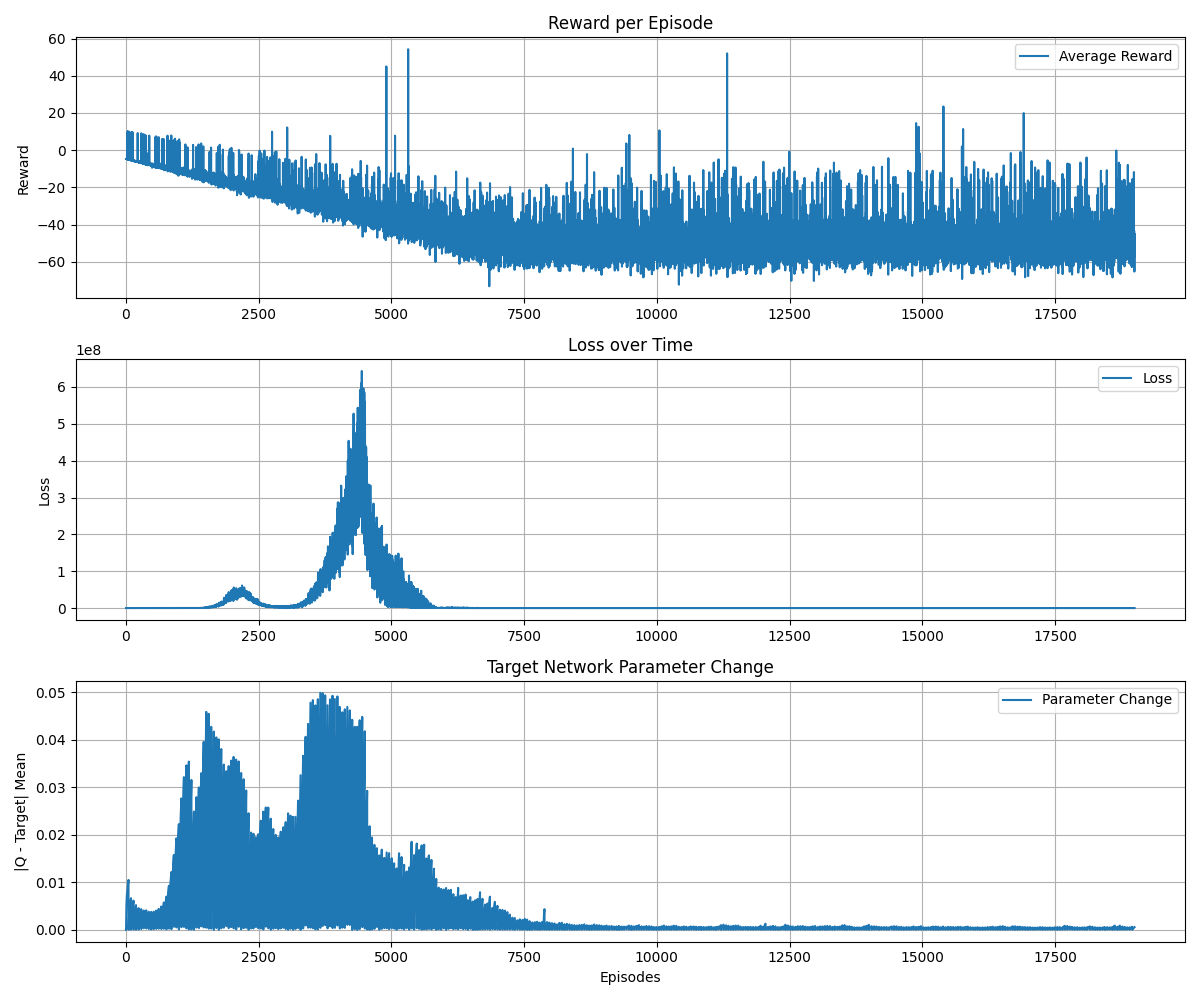 Reward per Episode
60
40
20
0
−20
−40
−60
Reward
Average Reward
0 2500 5000 7500 10000 12500 15000 17500
Loss over Time
1e8
6
5
4
3
2
1
0
Loss
Loss
0 2500 5000 7500 10000 12500 15000 17500
Target Network Parameter Change
0.05
0.04
0.03
0.02
0.01
0.00
|Q - Target| Mean
Parameter Change
0 2500 5000 7500 10000 12500 15000 17500
Episodes